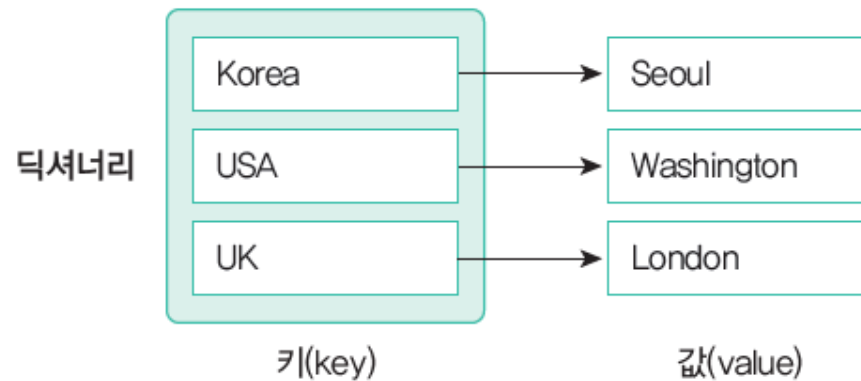 Korea
Seoul
딕셔너리
USA
Washington
UK
London
키(key)
값(value)